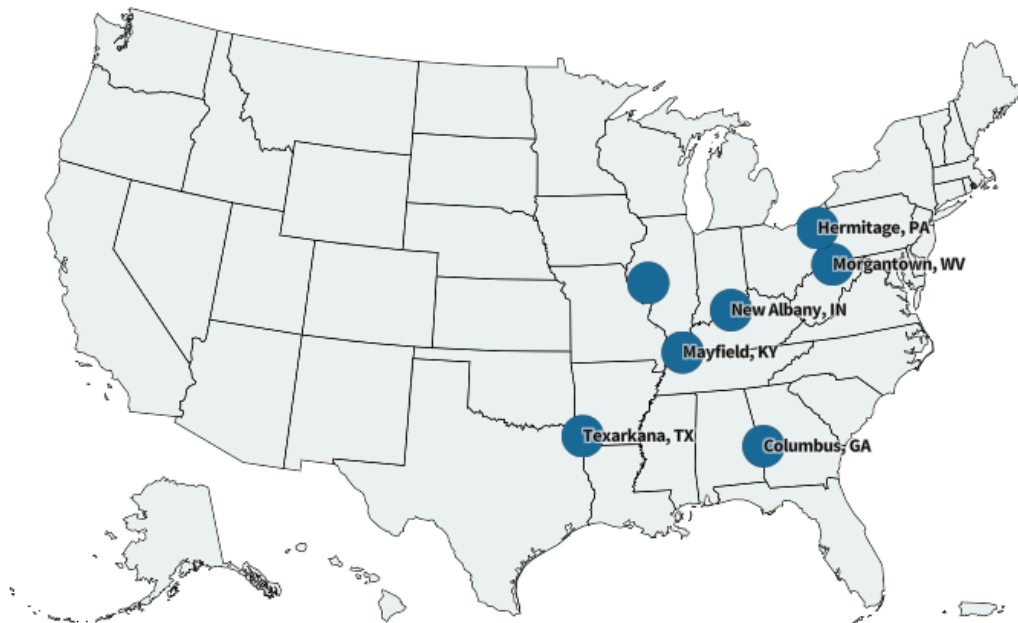 Hermitage, PA
Morgantown, WV
New Albany, IN
Mayfield, KY
Texarkana, TX
Columbus, GA